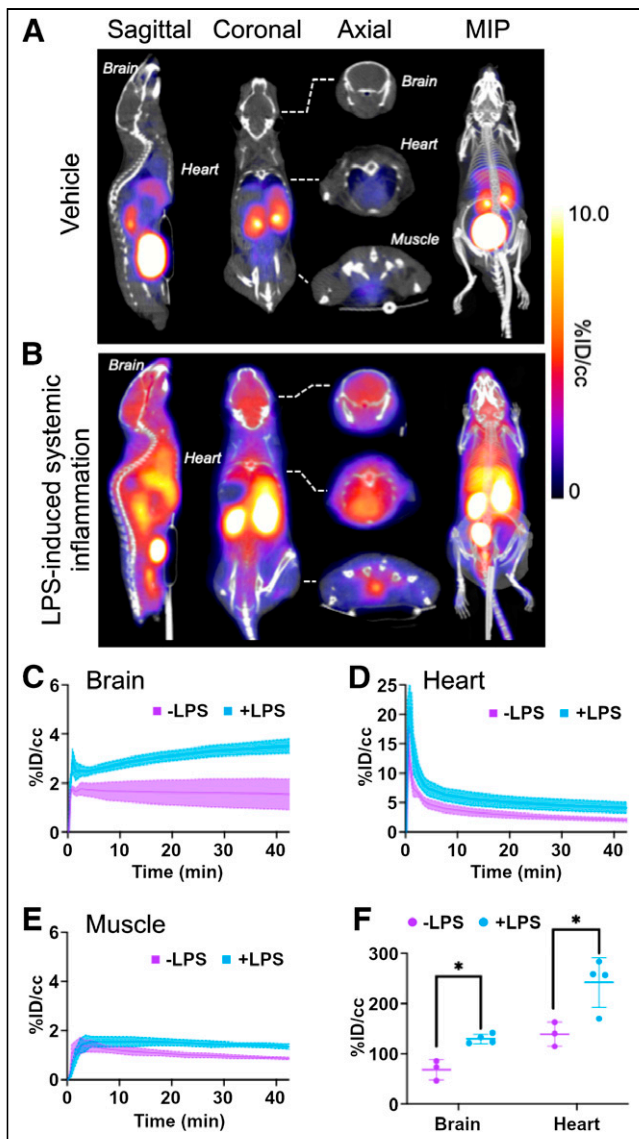 A
Sagittal Coronal Axial MIP
Vehicle
Brain
Brain
Heart
Heart
Muscle
10.0
%ID/cc
0
B
LPS-induced systemic
inflammation
Brain
Heart
C Brain
-LPS +LPS
%ID/cc
6
4
2
0
0 10 20 30 40
Time (min)
D Heart
-LPS +LPS
%ID/cc
25
20
15
10
5
0
0 10 20 30 40
Time (min)
E Muscle
-LPS +LPS
%ID/cc
6
4
2
0
0 10 20 30 40
Time (min)
F
-LPS +LPS
* *
%ID/cc
300
200
100
0
Brain Heart